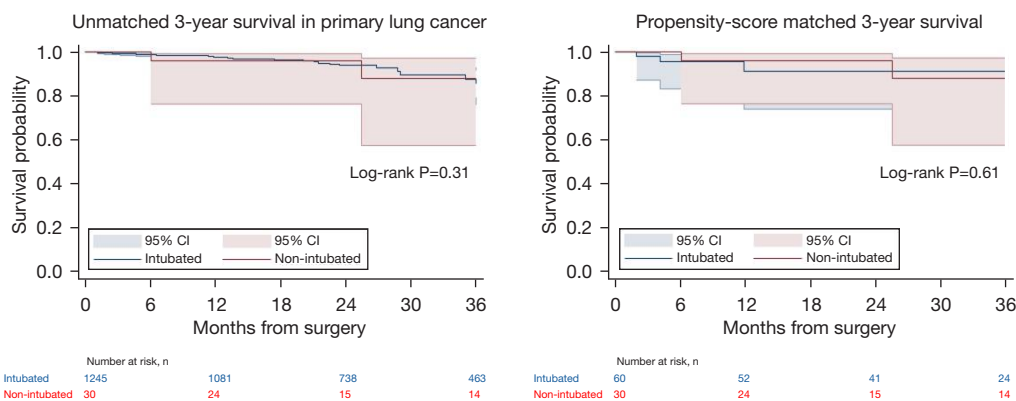 Unmatched 3-year survival in primary lung cancer
Survival probability
1.0
0.8
0.6
0.4
0.2
0.0
Log-rank P=0.31
95% CI 95% CI
Intubated Non-intubated
0 6 12 18 24 30 36
Months from surgery
Number at risk, n
Intubated 1245 1081 738 463
Non-intubated 30 24 15 14
Propensity-score matched 3-year survival
Survival probability
1.0
0.8
0.6
0.4
0.2
0.0
Log-rank P=0.61
95% CI 95% CI
Intubated Non-intubated
0 6 12 18 24 30 36
Months from surgery
Number at risk, n
Intubated 60 52 41 24
Non-intubated 30 24 15 14